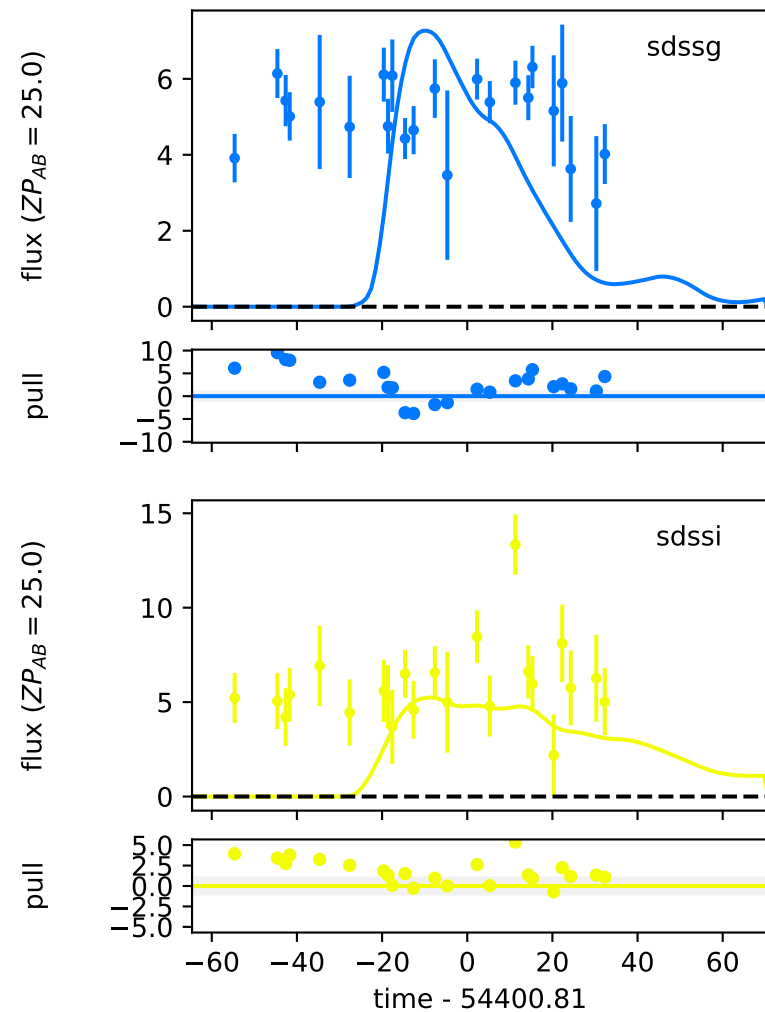 sdssg
flux (ZP_AB = 25.0)
6
4
2
0
pull
10
5
0
−5
−10
sdssi
flux (ZP_AB = 25.0)
15
10
5
0
pull
5.0
2.5
0.0
−2.5
−5.0
−60 −40 −20 0 20 40 60
time - 54400.81